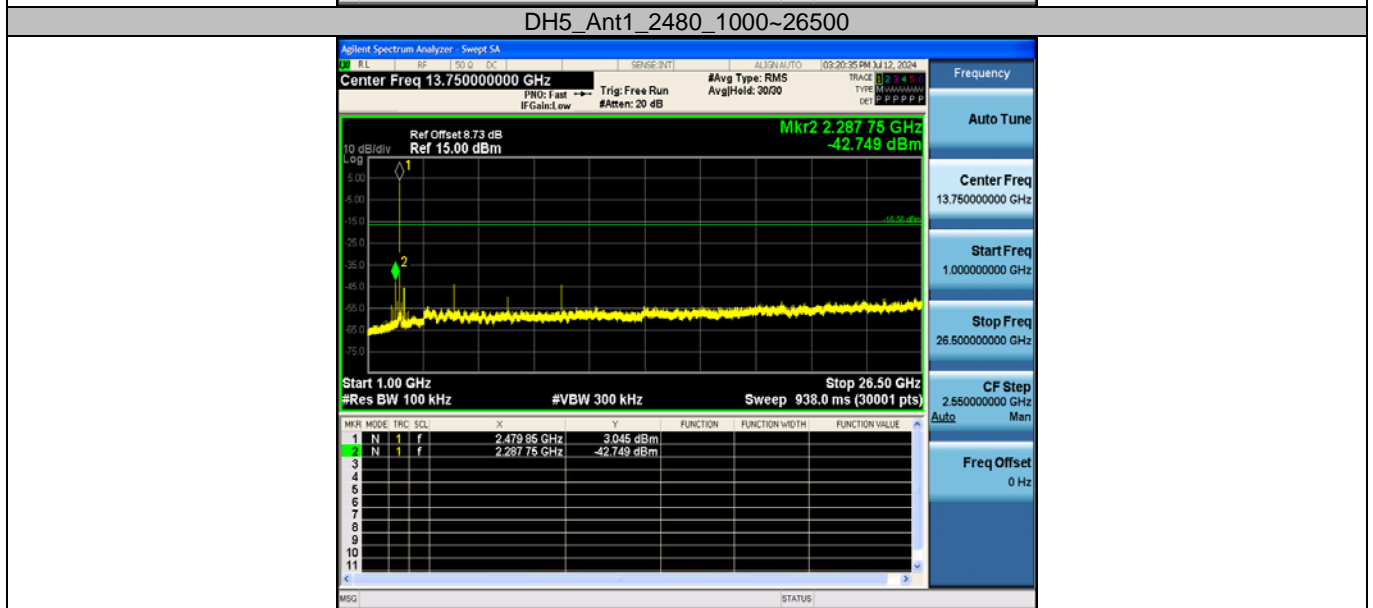 DH5_Ant1_2480_1000~26500
Agilent Spectrum Analyzer - Swept SA
RL RF 50 Ω DC SENSE:INT ALIGN AUTO 03:20:35 PM Jul 12, 2024
Center Freq 13.750000000 GHz
PNO: Fast
IFGain:Low
Trig: Free Run
#Atten: 20 dB
#Avg Type: RMS
Avg|Hold: 30/30
TRACE 1 2 3 4 5 6
TYPE M
DET P P P P P P
Mkr2 2.287 75 GHz
-42.749 dBm
Ref Offset 8.73 dB
10 dB/div Ref 15.00 dBm
Log
5.00
-5.00
-15.0
-25.0
-35.0
-45.0
-55.0
-65.0
-75.0
1
2
Start 1.00 GHz Stop 26.50 GHz
#Res BW 100 kHz #VBW 300 kHz Sweep 938.0 ms (30001 pts)
MKR MODE TRC SCL X Y FUNCTION FUNCTION WIDTH FUNCTION VALUE
1 N 1 f 2.479 85 GHz 3.045 dBm
2 N 1 f 2.287 75 GHz -42.749 dBm
3
4
5
6
7
8
9
10
11
MSG STATUS
Frequency
Auto Tune
Center Freq
13.750000000 GHz
Start Freq
1.000000000 GHz
Stop Freq
26.500000000 GHz
CF Step
2.550000000 GHz
Auto Man
Freq Offset
0 Hz